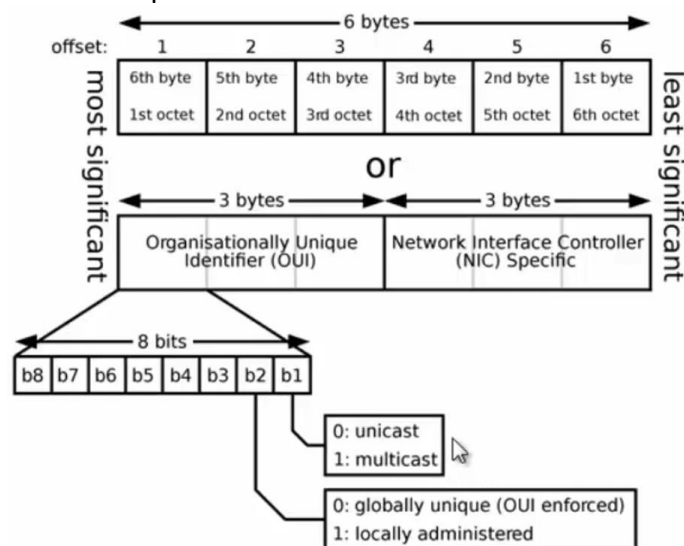 6 bytes
offset: 1 2 3 4 5 6
6th byte 5th byte 4th byte 3rd byte 2nd byte 1st byte
1st octet 2nd octet 3rd octet 4th octet 5th octet 6th octet
most significant
least significant
or
3 bytes 3 bytes
Organisationally Unique
Identifier (OUI)
Network Interface Controller
(NIC) Specific
8 bits
b8 b7 b6 b5 b4 b3 b2 b1
0: unicast
1: multicast
0: globally unique (OUI enforced)
1: locally administered